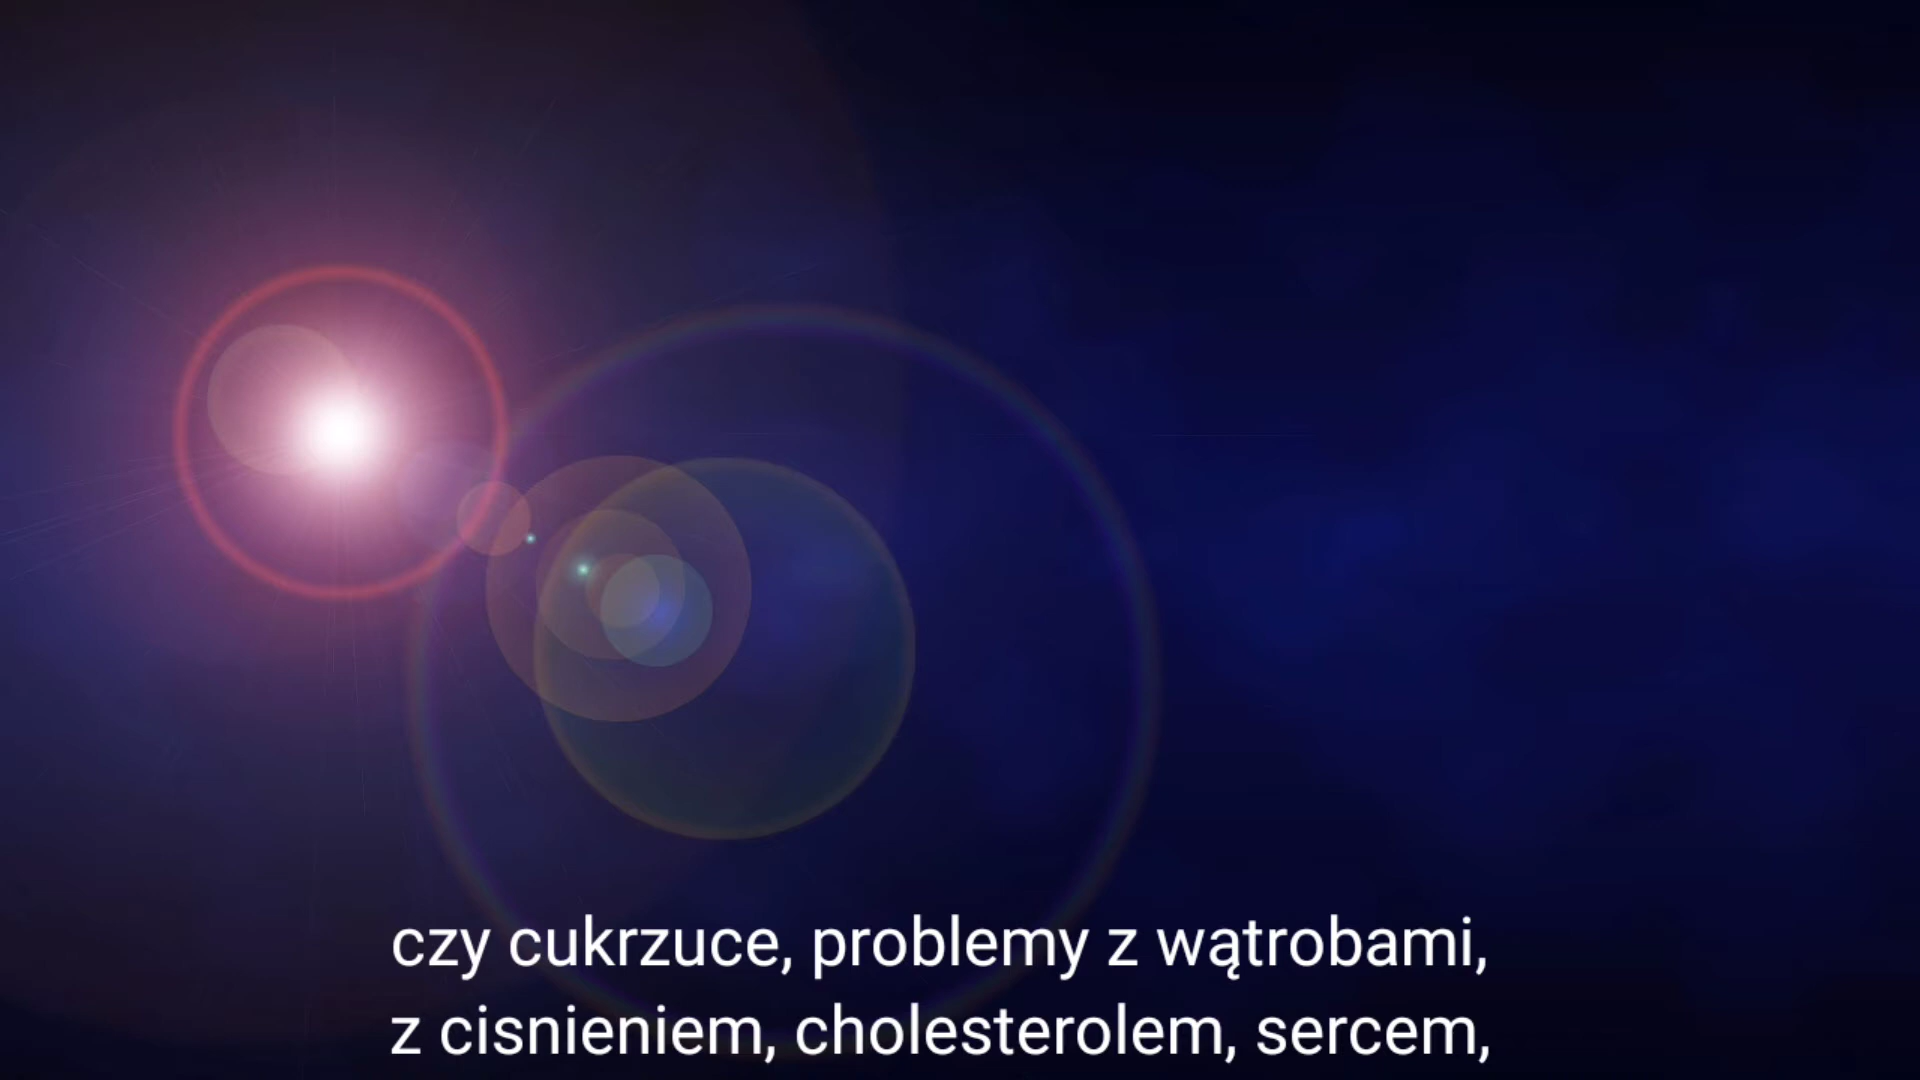 czy cukrzuce, problemy z wątrobami,
z cisnieniem, cholesterolem, sercem,